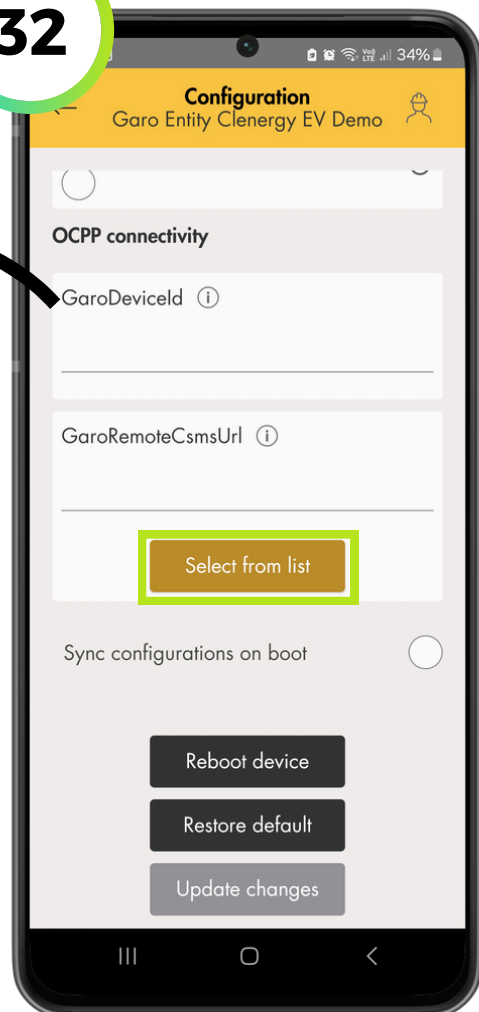 32
34%
Configuration
Garo Entity Clenergy EV Demo
OCPP connectivity
GaroDeviceId
GaroRemoteCsmsUrl
Select from list
Sync configurations on boot
Reboot device
Restore default
Update changes